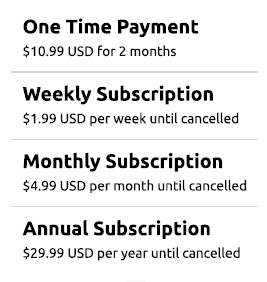 One Time Payment
$10.99 USD for 2 months
Weekly Subscription
$1.99 USD per week until cancelled
Monthly Subscription
$4.99 USD per month until cancelled
Annual Subscription
$29.99 USD per year until cancelled